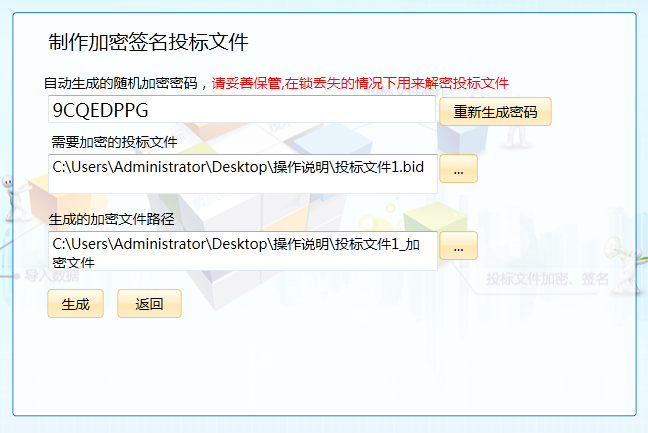 制作加密签名投标文件
自动生成的随机加密密码，请妥善保管,在锁丢失的情况下用来解密投标文件
9CQEDPPG
重新生成密码
需要加密的投标文件
C:\Users\Administrator\Desktop\操作说明\投标文件1.bid
...
生成的加密文件路径
C:\Users\Administrator\Desktop\操作说明\投标文件1_加
密文件
...
导入数据
投标文件加密、签名
生成
返回